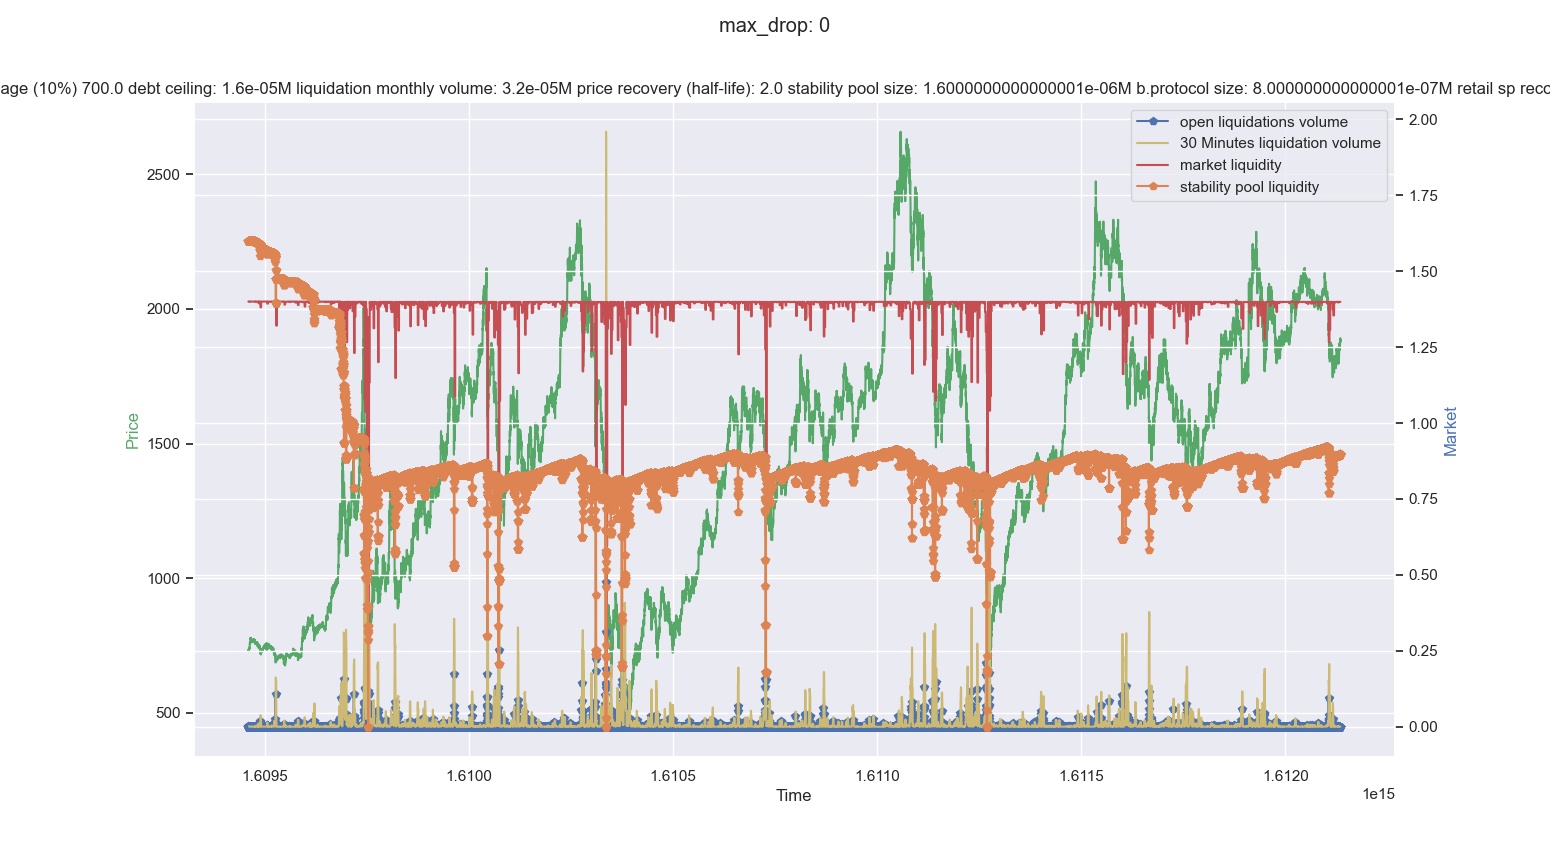 max_drop: 0
age (10%) 700.0 debt ceiling: 1.6e-05M liquidation monthly volume: 3.2e-05M price recovery (half-life): 2.0 stability pool size: 1.6000000000000001e-06M b.protocol size: 8.000000000000001e-07M retail sp reco
open liquidations volume
30 Minutes liquidation volume
market liquidity
stability pool liquidity
2500
2000
1500
1000
500
Price
2.00
1.75
1.50
1.25
1.00
0.75
0.50
0.25
0.00
Market
1.6095 1.6100 1.6105 1.6110 1.6115 1.6120
Time
1e15